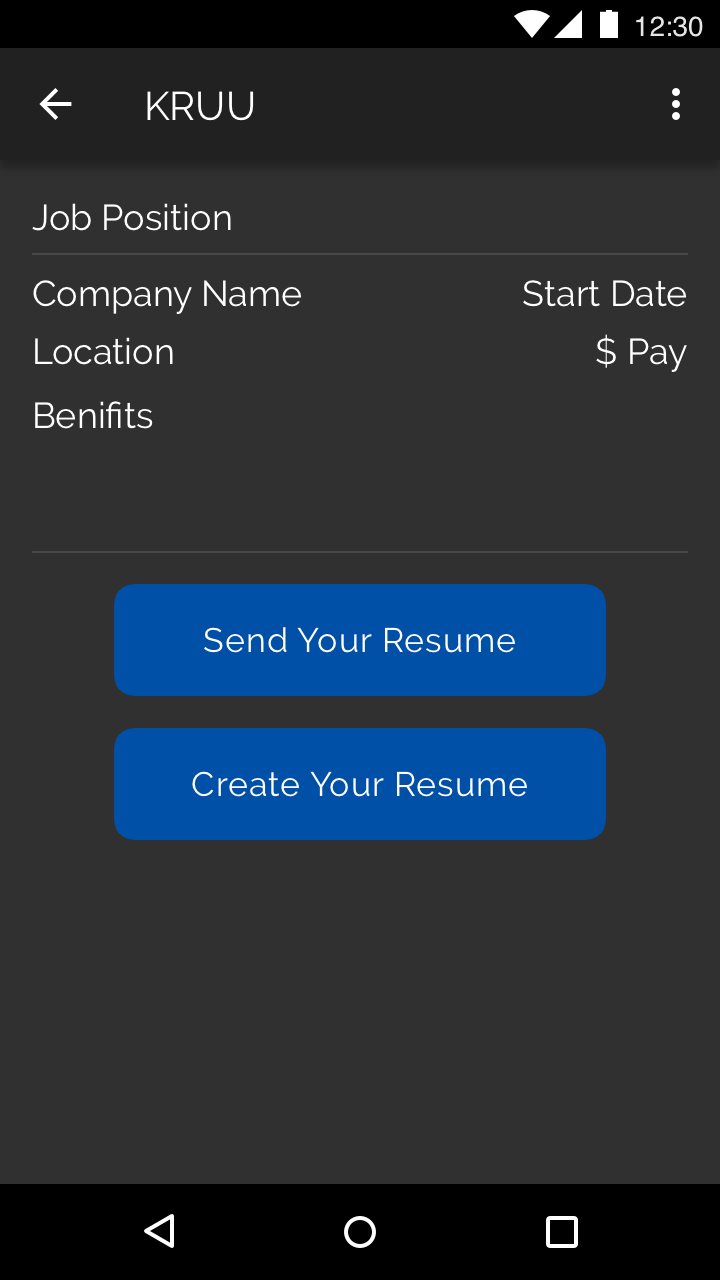 12:30
KRUU
Job Position
Company Name Start Date
Location $ Pay
Benifits
Send Your Resume
Create Your Resume